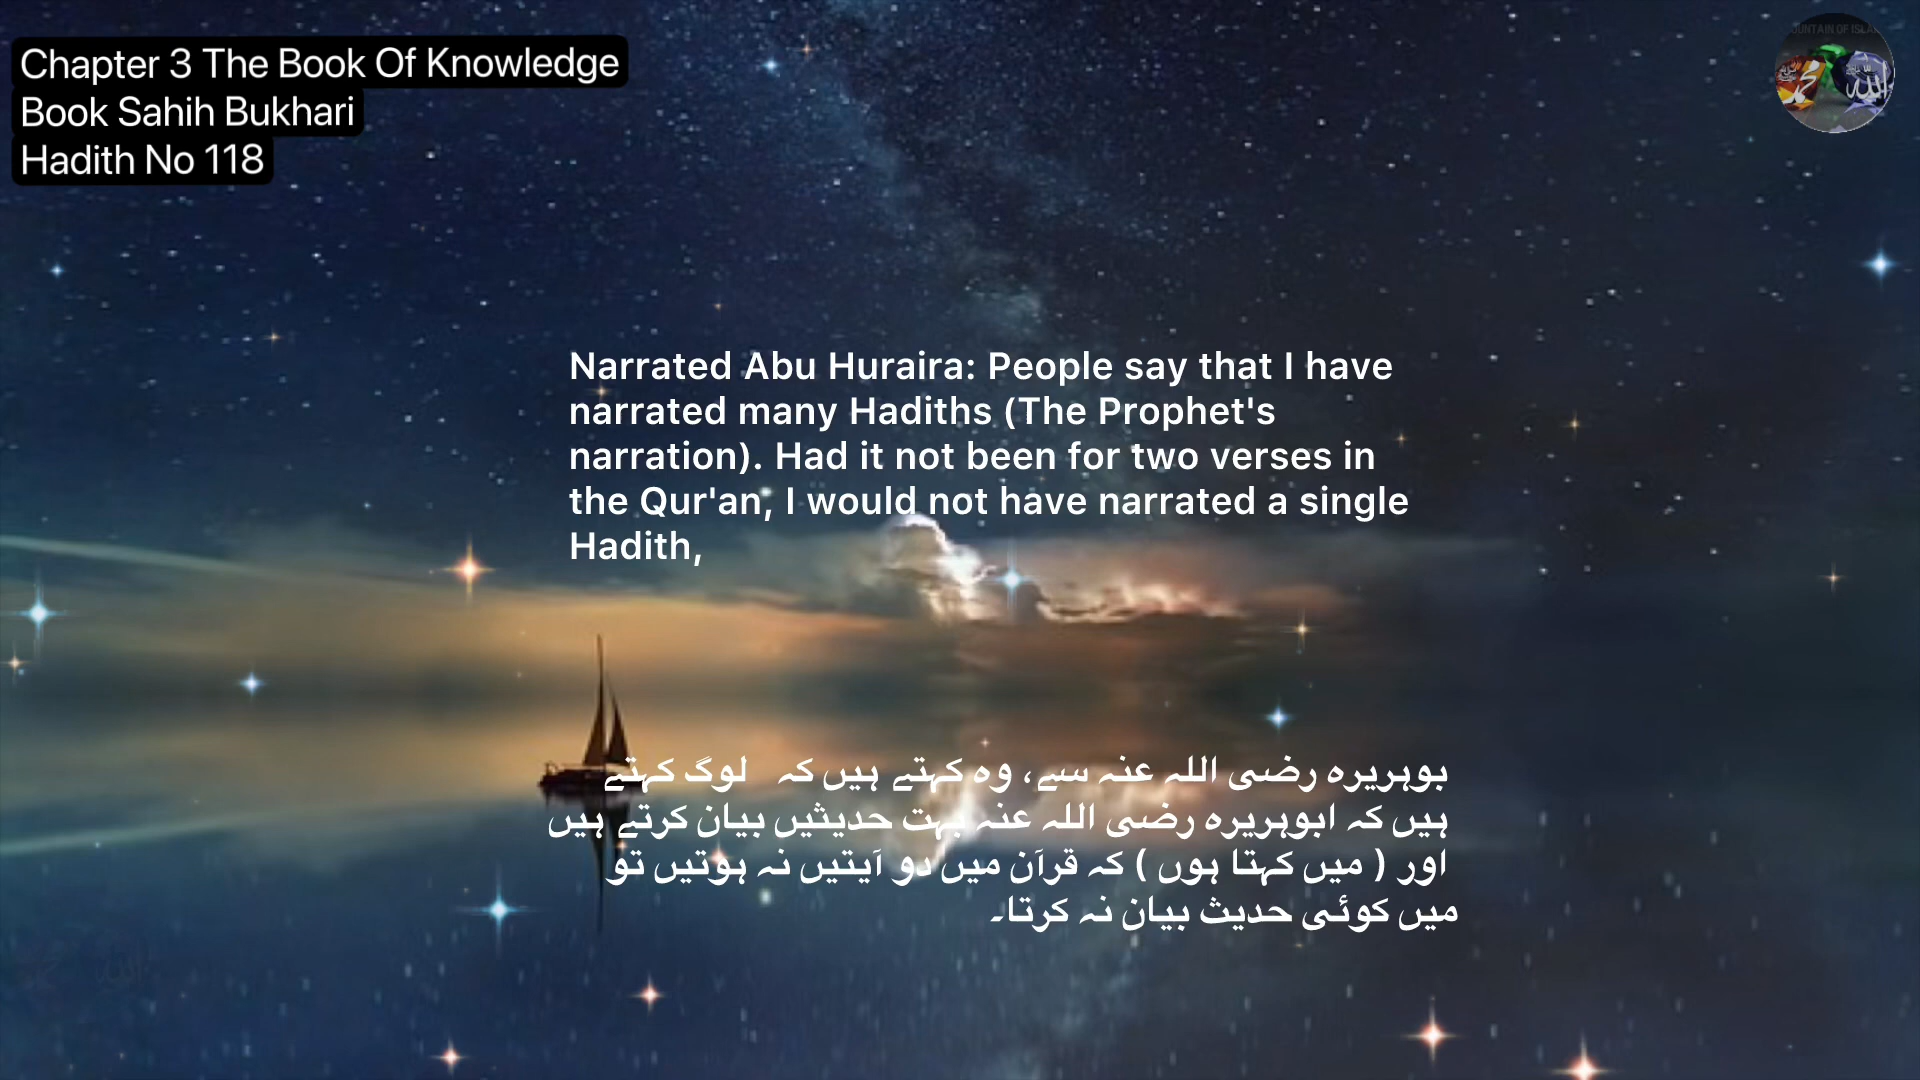 Chapter 3 The Book Of Knowledge
Book Sahih Bukhari
Hadith No 118
UNTAIN OF ISLA
Narrated Abu Huraira: People say that I have
narrated many Hadiths (The Prophet's
narration). Had it not been for two verses in
the Qur'an, I would not have narrated a single
Hadith,
بوہریرہ رضی اللہ عنہ سے، وہ کہتے ہیں کہ لوگ کہتے
ہیں کہ ابوہریرہ رضی اللہ عنہ بہت حدیثیں بیان کرتے ہیں
اور ( میں کہتا ہوں ) کہ قرآن میں دو آیتیں نہ ہوتیں تو
میں کوئی حدیث بیان نہ کرتا۔